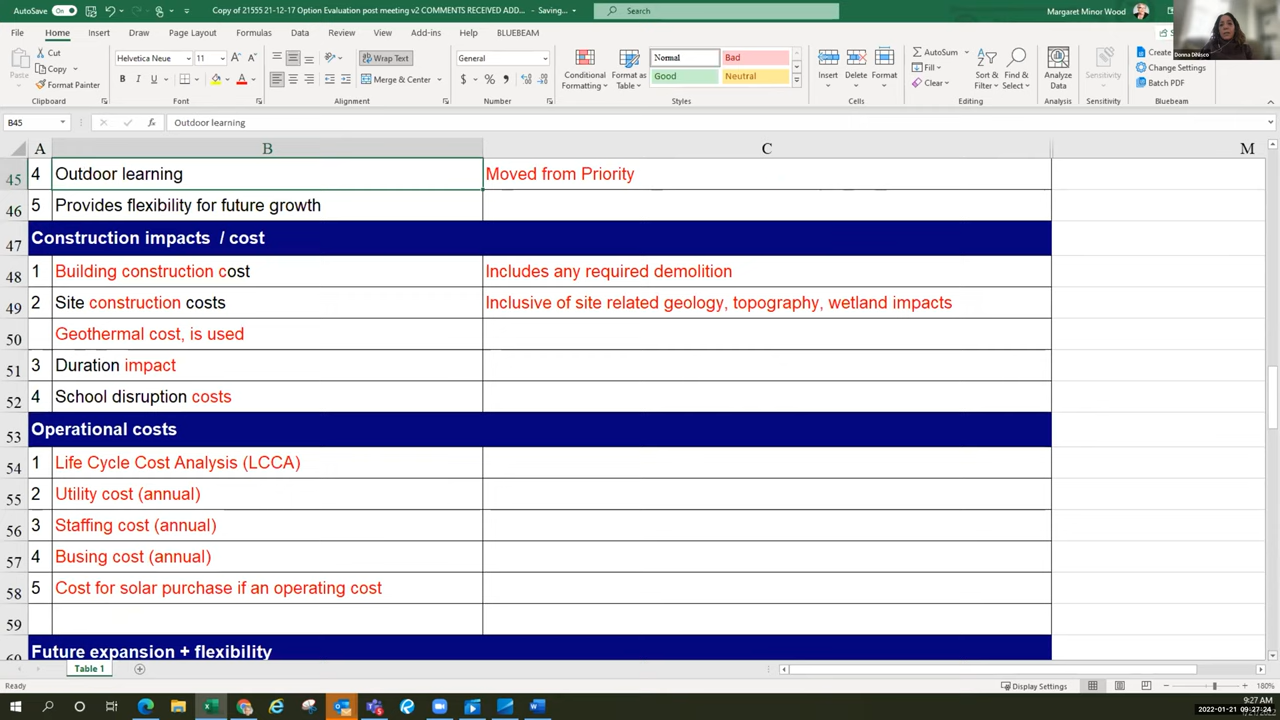 AutoSave On Copy of 21555 21-12-17 Option Evaluation post meeting v2 COMMENTS RECEIVED ADD... - Saving... Search Margaret Minor Wood
Donna DiNisco
File Home Insert Draw Page Layout Formulas Data Review View Add-ins Help BLUEBEAM
Cut Helvetica Neue 11 Wrap Text General Normal Bad AutoSum
Paste Copy Conditional Formatting Format as Table Insert Delete Format Fill Sort & Filter Find & Select Analyze Data Sensitivity Change Settings
Format Painter B I U Merge & Center $ % Good Neutral Clear Batch PDF
Clipboard Font Alignment Number Styles Cells Editing Analysis Sensitivity Bluebeam
B45 fx Outdoor learning
A B C M
45 4 Outdoor learning Moved from Priority
46 5 Provides flexibility for future growth
47 Construction impacts / cost
48 1 Building construction cost Includes any required demolition
49 2 Site construction costs Inclusive of site related geology, topography, wetland impacts
50 Geothermal cost, is used
51 3 Duration impact
52 4 School disruption costs
53 Operational costs
54 1 Life Cycle Cost Analysis (LCCA)
55 2 Utility cost (annual)
56 3 Staffing cost (annual)
57 4 Busing cost (annual)
58 5 Cost for solar purchase if an operating cost
59
60 Future expansion + flexibility
Table 1
Ready Display Settings 180%
9:27 AM
2022-01-21 09:27:24